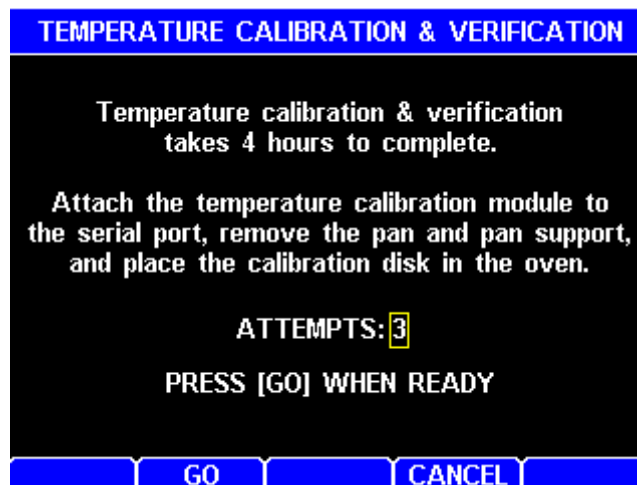 TEMPERATURE CALIBRATION & VERIFICATION
Temperature calibration & verification
takes 4 hours to complete.
Attach the temperature calibration module to
the serial port, remove the pan and pan support,
and place the calibration disk in the oven.
ATTEMPTS: 3
PRESS [GO] WHEN READY
GO CANCEL